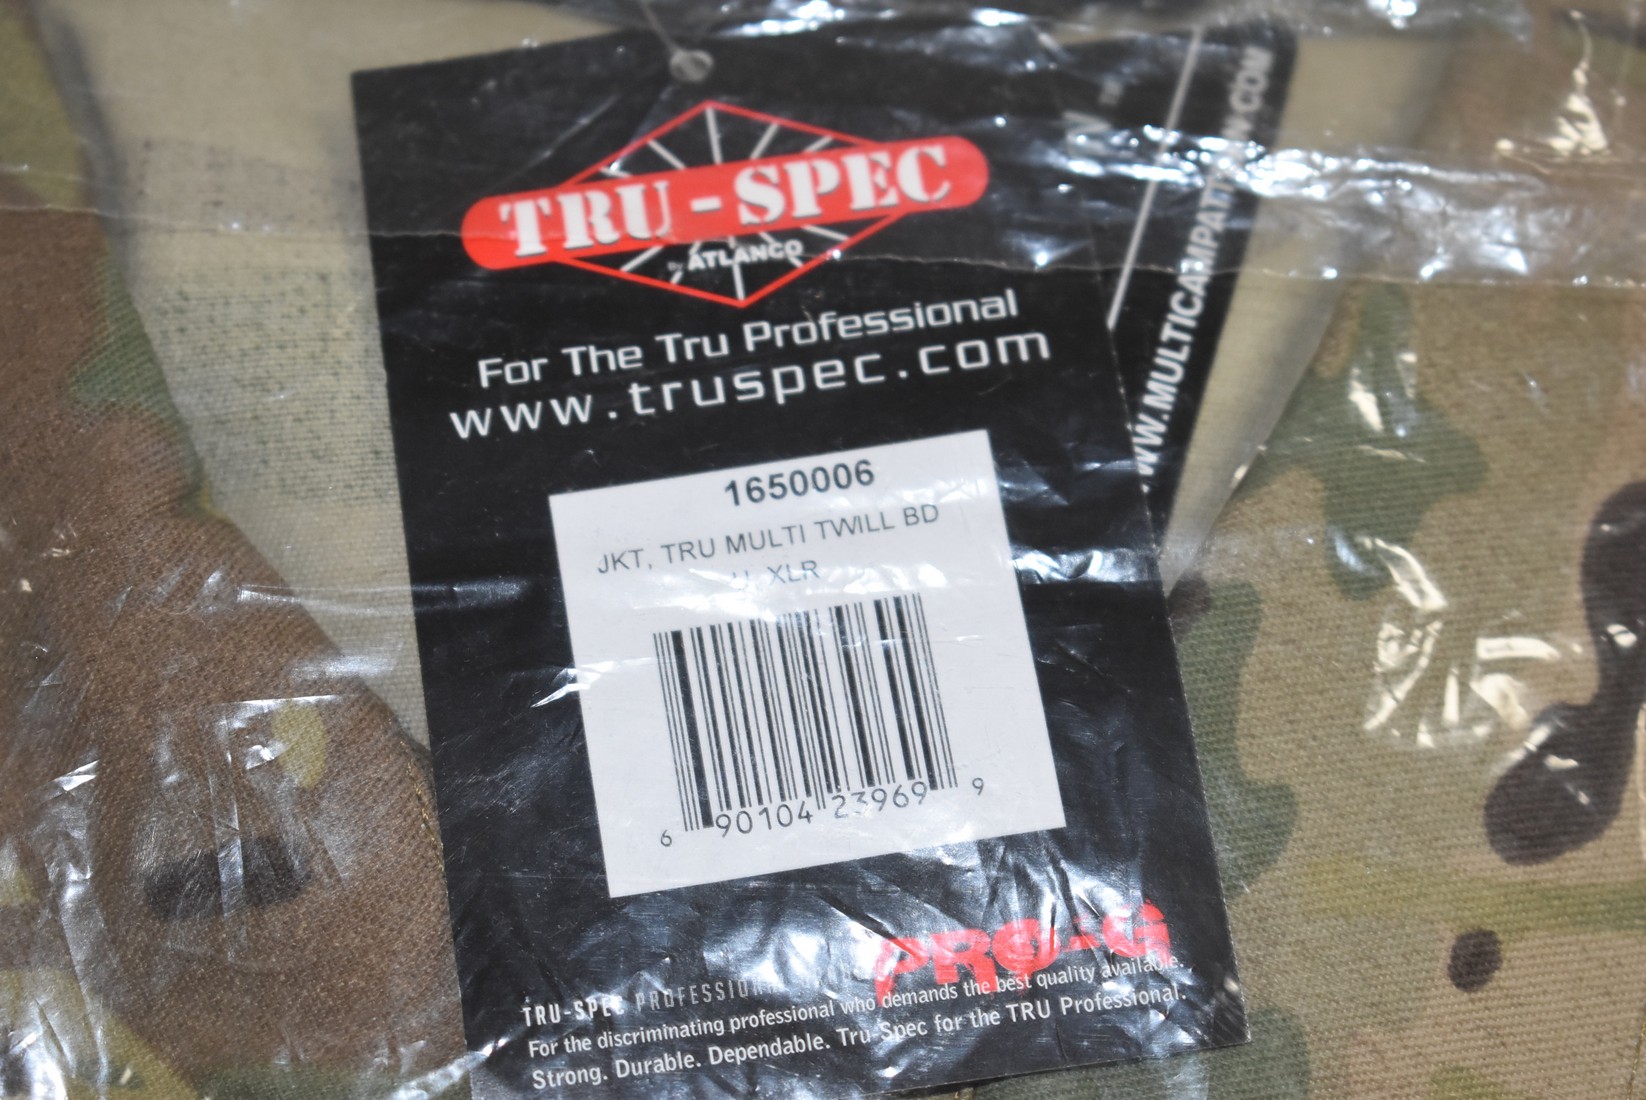 TRU-SPEC
BY ATLANCO
For The Tru Professional
www.truspec.com
1650006
JKT, TRU MULTI TWILL BD
U, XLR
6 90104 23969 9
PRO-G
TRU-SPEC PROFESSIONAL
For the discriminating professional who demands the best quality available.
Strong. Durable. Dependable. Tru-Spec for the TRU Professional.
WWW.MULTICAMPATTERN.COM